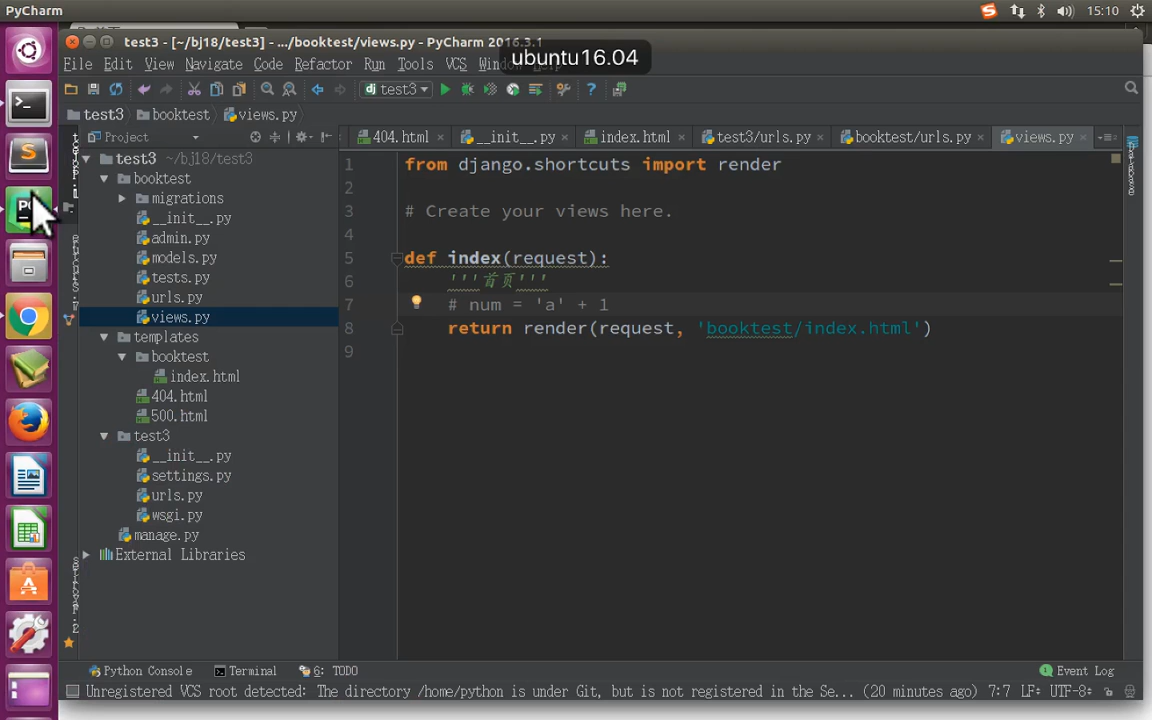 PyCharm
15:10
test3 - [~/bj18/test3] - .../booktest/views.py - PyCharm 2016.3.1
ubuntu16.04
File Edit View Navigate Code Refactor Run Tools VCS Window Help
dj test3
test3 booktest views.py
Project
404.html __init__.py index.html test3/urls.py booktest/urls.py views.py
test3 ~/bj18/test3
booktest
migrations
__init__.py
admin.py
models.py
tests.py
urls.py
views.py
templates
booktest
index.html
404.html
500.html
test3
__init__.py
settings.py
urls.py
wsgi.py
manage.py
External Libraries
1 from django.shortcuts import render
2
3 # Create your views here.
4
5 def index(request):
6 '''首页'''
7 # num = 'a' + 1
8 return render(request, 'booktest/index.html')
9
Database
Python Console Terminal 6: TODO Event Log
Unregistered VCS root detected: The directory /home/python is under Git, but is not registered in the Se... (20 minutes ago) 7:7 LF÷ UTF-8÷